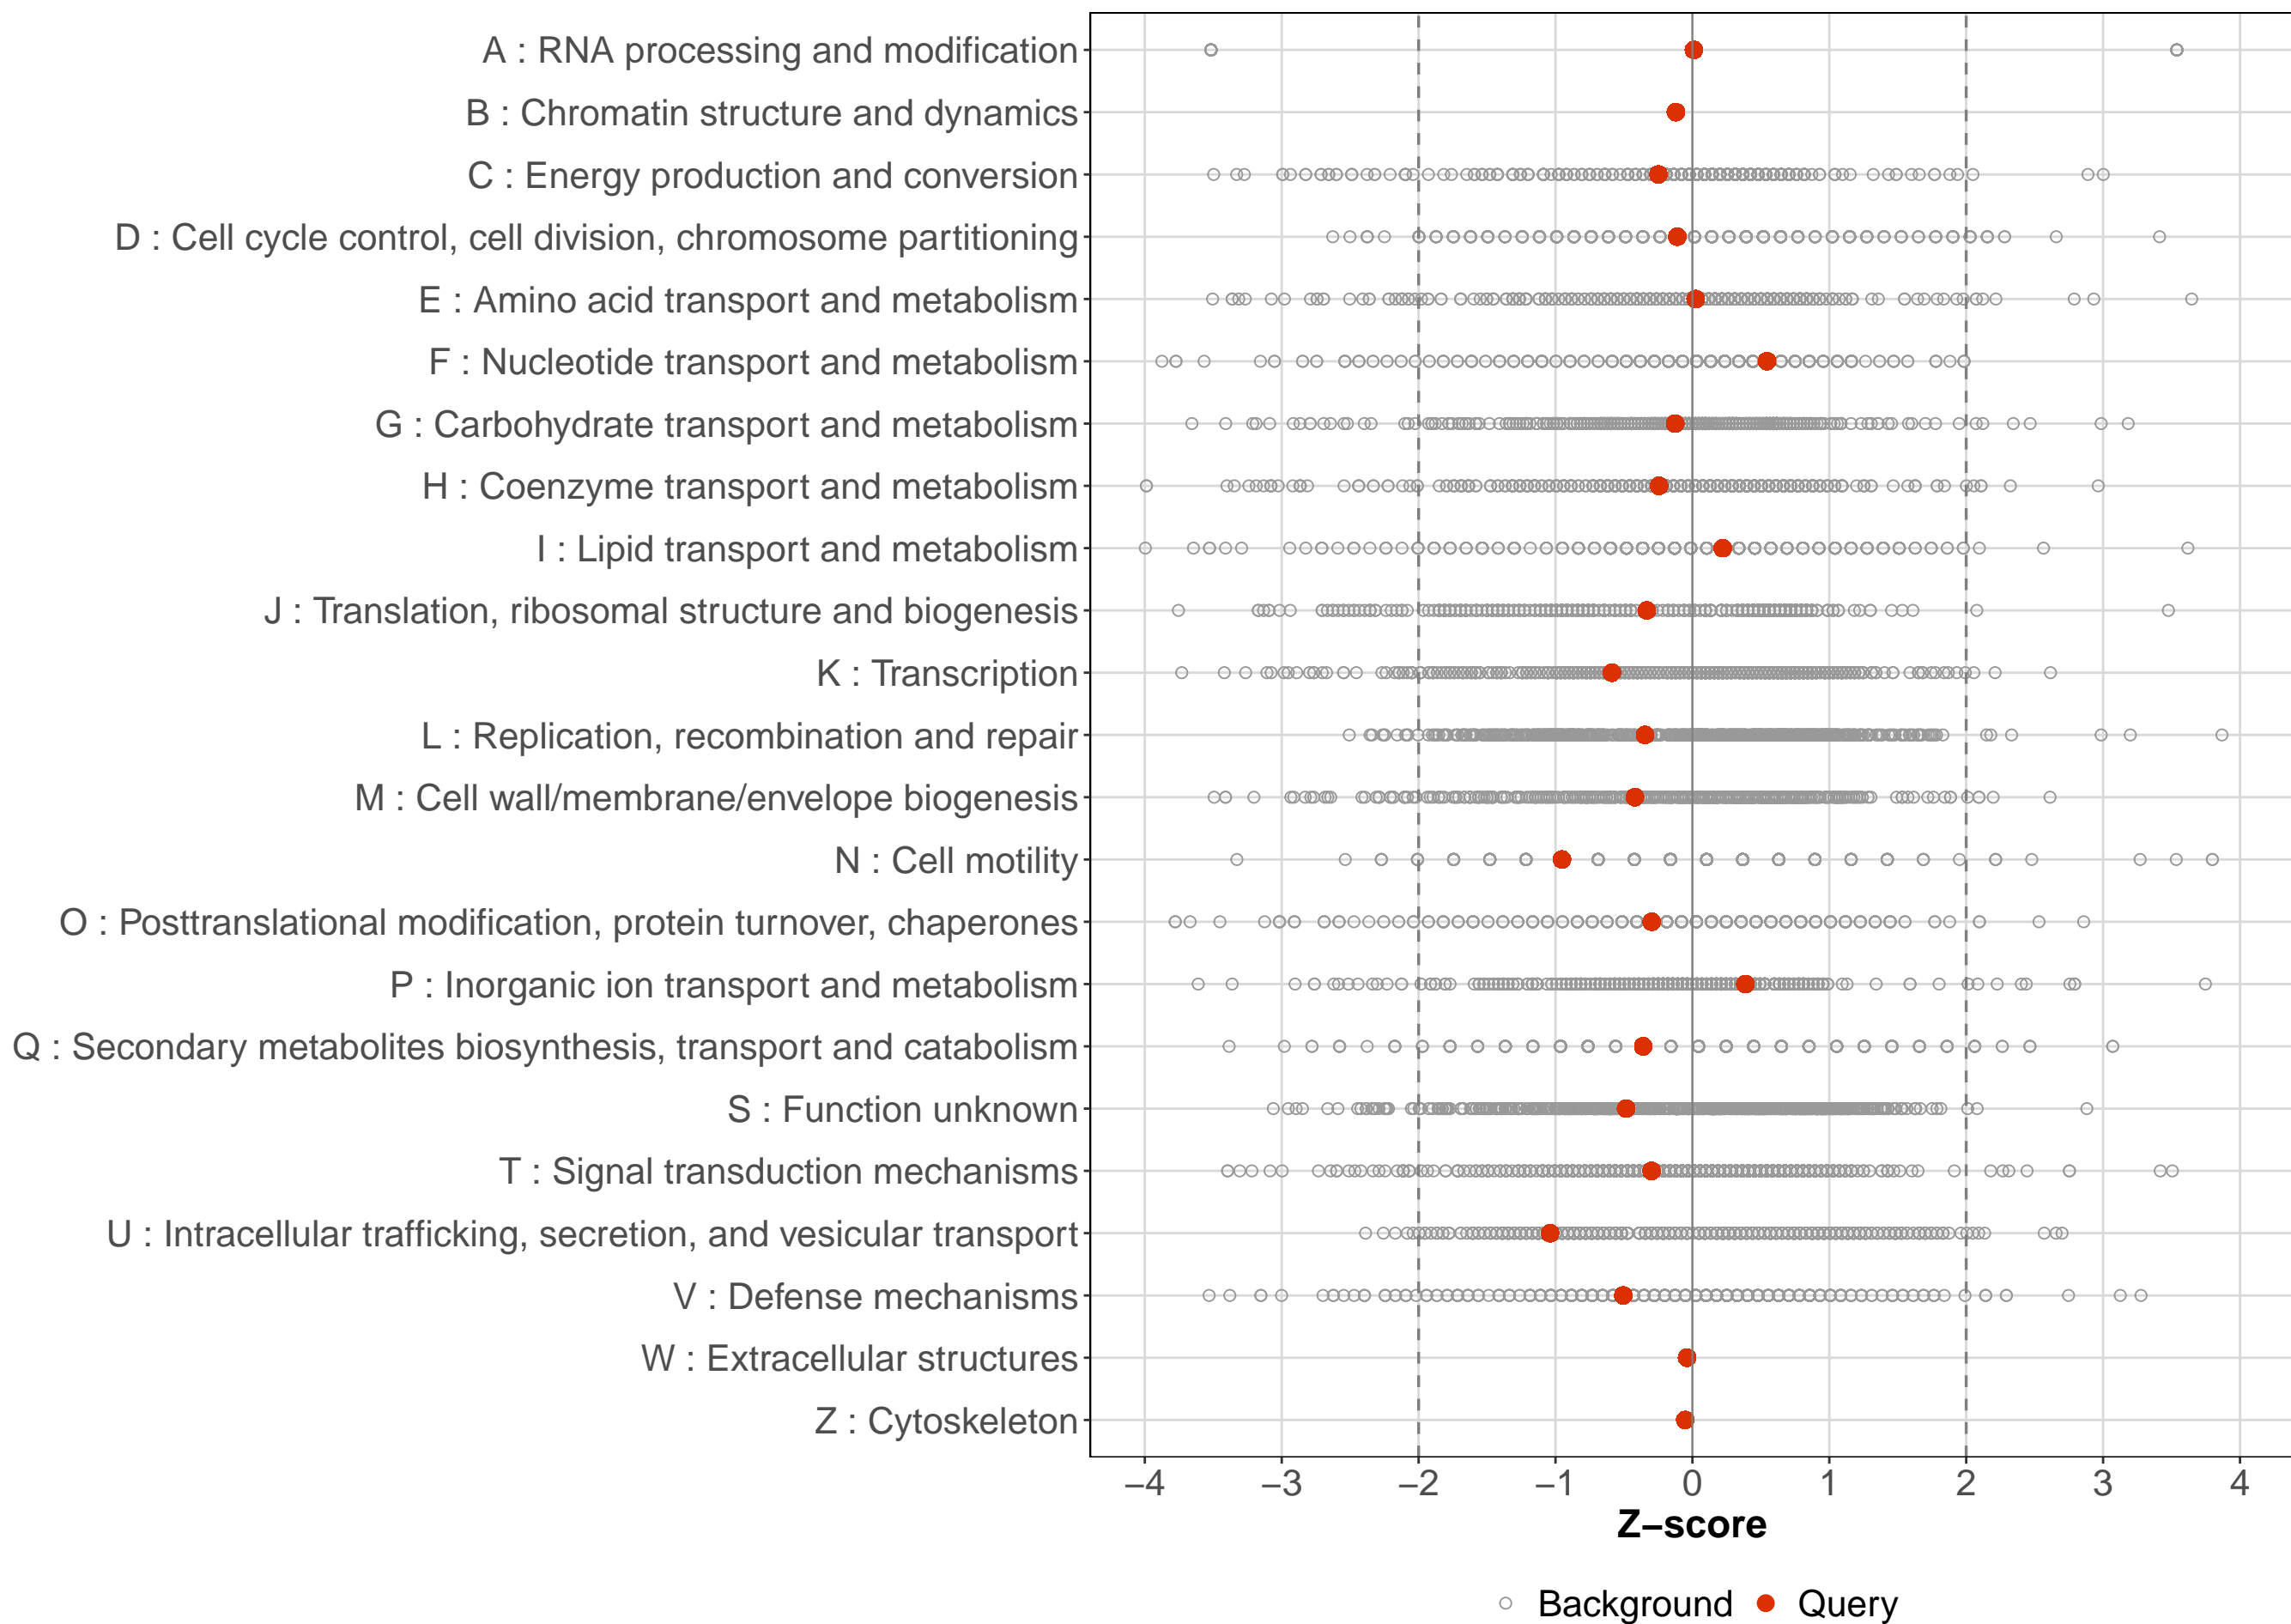 A : RNA processing and modification
B : Chromatin structure and dynamics
C : Energy production and conversion
D : Cell cycle control, cell division, chromosome partitioning
E : Amino acid transport and metabolism
F : Nucleotide transport and metabolism
G : Carbohydrate transport and metabolism
H : Coenzyme transport and metabolism
I : Lipid transport and metabolism
J : Translation, ribosomal structure and biogenesis
K : Transcription
L : Replication, recombination and repair
M : Cell wall/membrane/envelope biogenesis
N : Cell motility
O : Posttranslational modification, protein turnover, chaperones
P : Inorganic ion transport and metabolism
Q : Secondary metabolites biosynthesis, transport and catabolism
S : Function unknown
T : Signal transduction mechanisms
U : Intracellular trafficking, secretion, and vesicular transport
V : Defense mechanisms
W : Extracellular structures
Z : Cytoskeleton
−4 −3 −2 −1 0 1 2 3 4
Z−score
Background Query